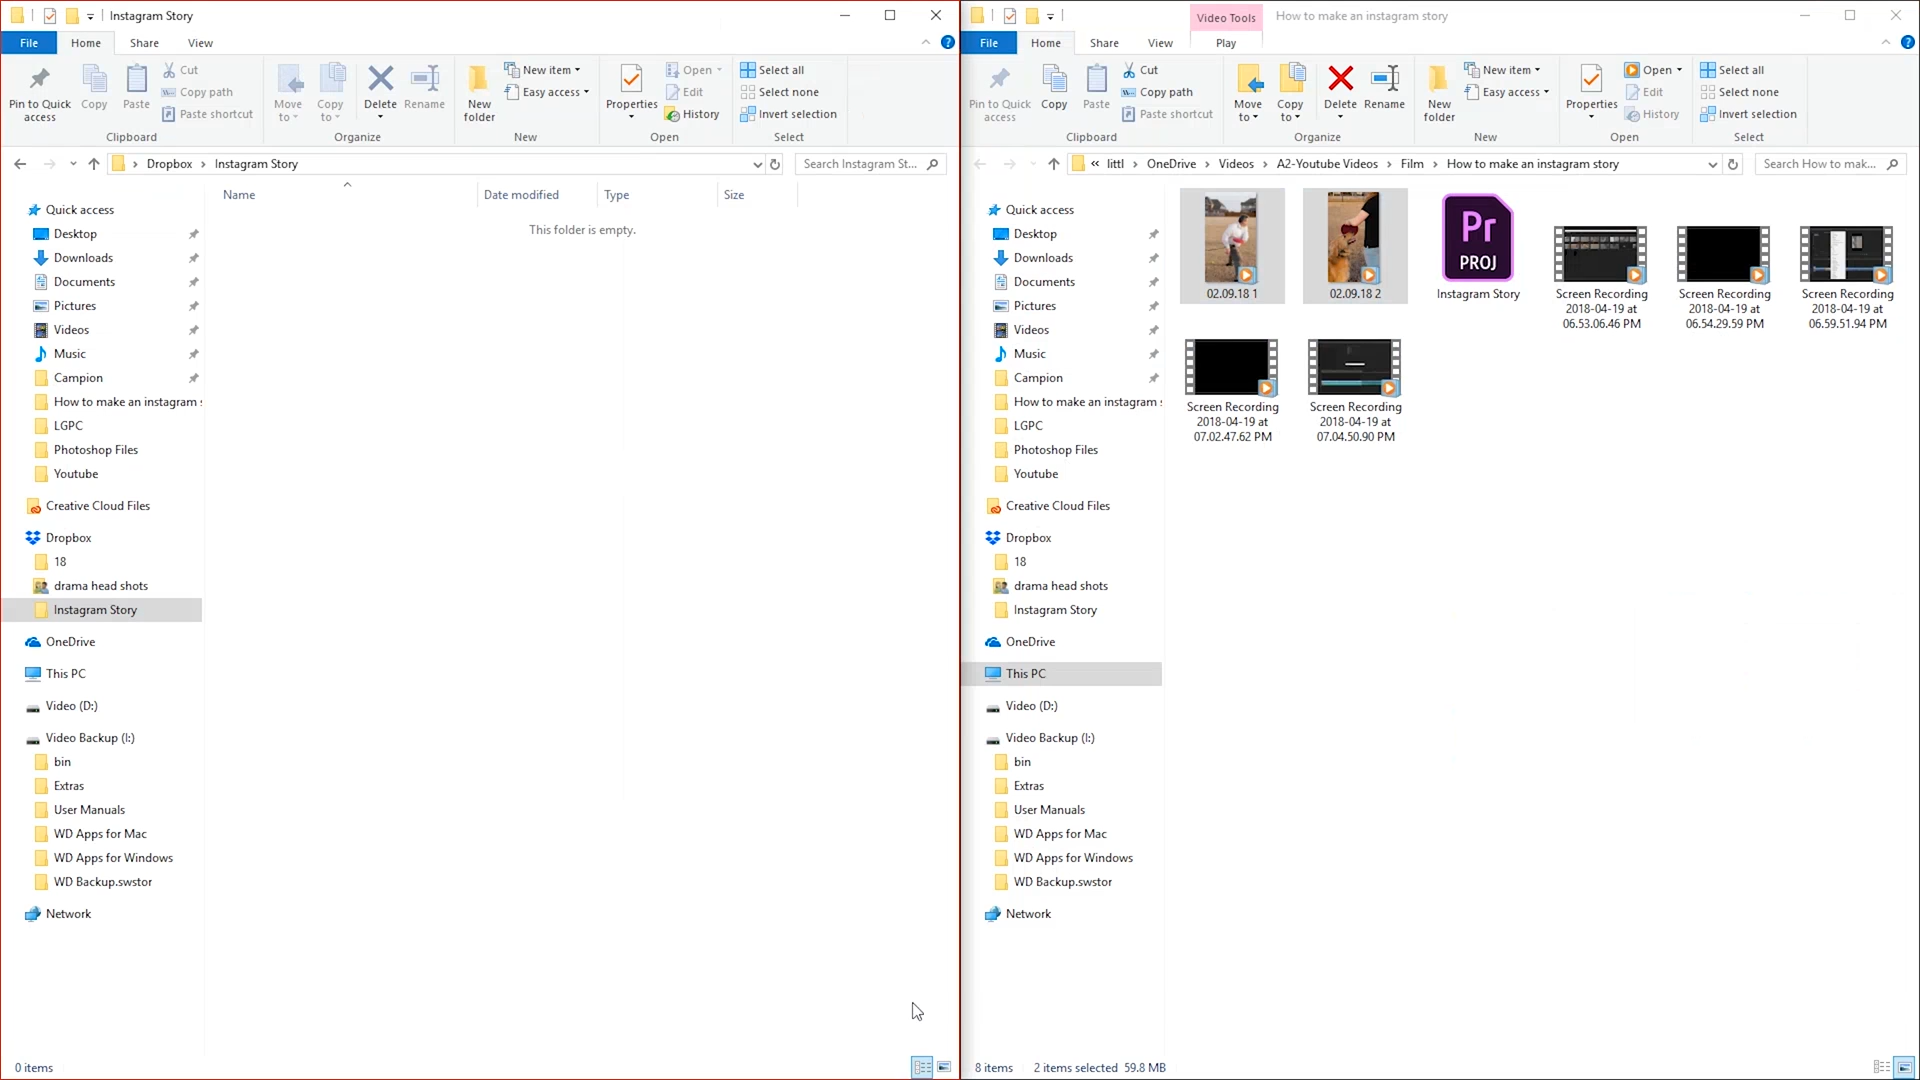 Instagram Story
File Home Share View
Pin to Quick access
Copy
Paste
Cut
Copy path
Paste shortcut
Clipboard
Move to
Copy to
Delete
Rename
Organize
New folder
New item
Easy access
New
Properties
Open
Edit
History
Open
Select all
Select none
Invert selection
Select
Dropbox Instagram Story
Search Instagram St...
Name Date modified Type Size
This folder is empty.
Quick access
Desktop
Downloads
Documents
Pictures
Videos
Music
Campion
How to make an instagram
LGPC
Photoshop Files
Youtube
Creative Cloud Files
Dropbox
18
drama head shots
Instagram Story
OneDrive
This PC
Video (D:)
Video Backup (I:)
bin
Extras
User Manuals
WD Apps for Mac
WD Apps for Windows
WD Backup.swstor
Network
0 items
Video Tools
How to make an instagram story
File Home Share View Play
Pin to Quick access
Copy
Paste
Cut
Copy path
Paste shortcut
Clipboard
Move to
Copy to
Delete
Rename
Organize
New folder
New item
Easy access
New
Properties
Open
Edit
History
Open
Select all
Select none
Invert selection
Select
« littl OneDrive Videos A2-Youtube Videos Film How to make an instagram story
Search How to mak...
Quick access
Desktop
Downloads
Documents
Pictures
Videos
Music
Campion
How to make an instagram
LGPC
Photoshop Files
Youtube
Creative Cloud Files
Dropbox
18
drama head shots
Instagram Story
OneDrive
This PC
Video (D:)
Video Backup (I:)
bin
Extras
User Manuals
WD Apps for Mac
WD Apps for Windows
WD Backup.swstor
Network
02.09.18 1
02.09.18 2
Pr
PROJ
Instagram Story
Screen Recording
2018-04-19 at
06.53.06.46 PM
Screen Recording
2018-04-19 at
06.54.29.59 PM
Screen Recording
2018-04-19 at
06.59.51.94 PM
Screen Recording
2018-04-19 at
07.02.47.62 PM
Screen Recording
2018-04-19 at
07.04.50.90 PM
8 items 2 items selected 59.8 MB